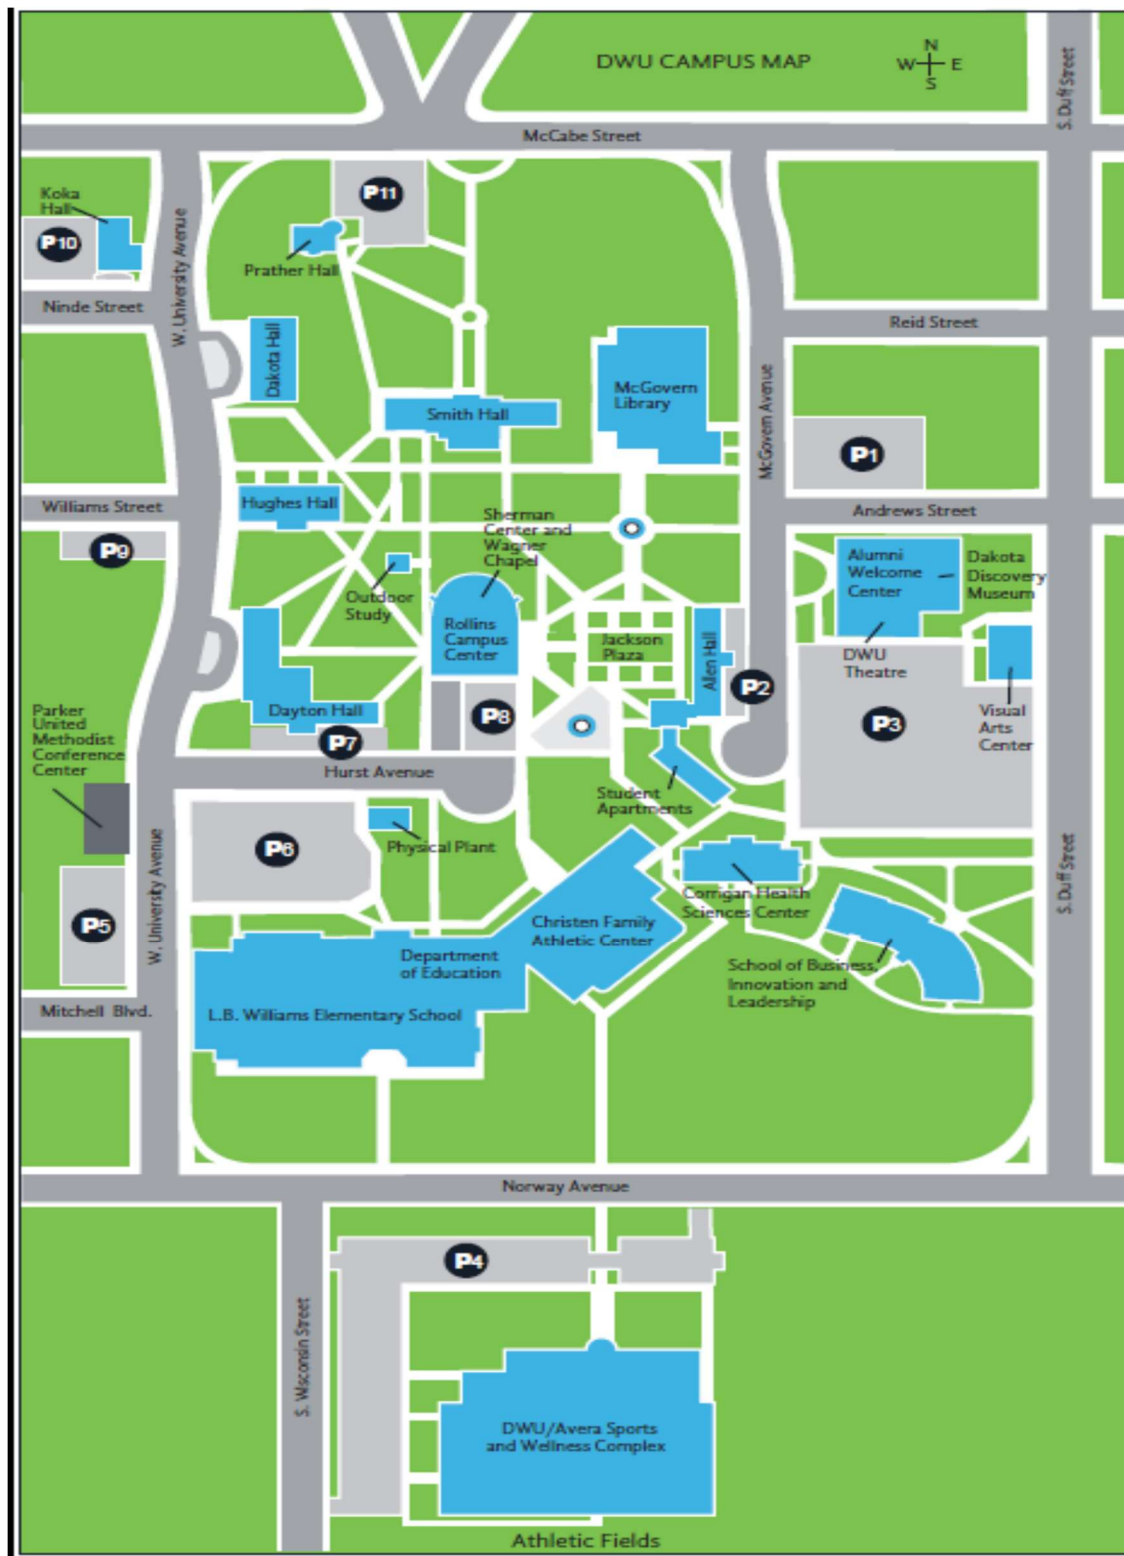 DWU CAMPUS MAP
N
W E
S
S. Duff Street
McCabe Street
Koka
Hall
P10
P11
Prather Hall
W. University Avenue
Ninde Street
Reid Street
Dakota Hall
McGovern
Library
Smith Hall
McGovern Avenue
P1
Williams Street
Hughes Hall
Andrews Street
Sherman
Center and
Wagner
Chapel
P9
Outdoor
Study
Alumni
Welcome
Center
Dakota
Discovery
Museum
Rollins
Campus
Center
Jackson
Plaza
Allen Hall
DWU
Theatre
P2
Dayton Hall
P8
P3
Visual
Arts
Center
Parker
United
Methodist
Conference
Center
P7
Hurst Avenue
Student
Apartments
P6
Physical Plant
W. University Avenue
S. Duff Street
Corrigan Health
Sciences Center
P5
Christen Family
Athletic Center
Department
of Education
School of Business,
Innovation and
Leadership
Mitchell Blvd.
L.B. Williams Elementary School
Norway Avenue
P4
S. Wisconsin Street
DWU/Avera Sports
and Wellness Complex
Athletic Fields